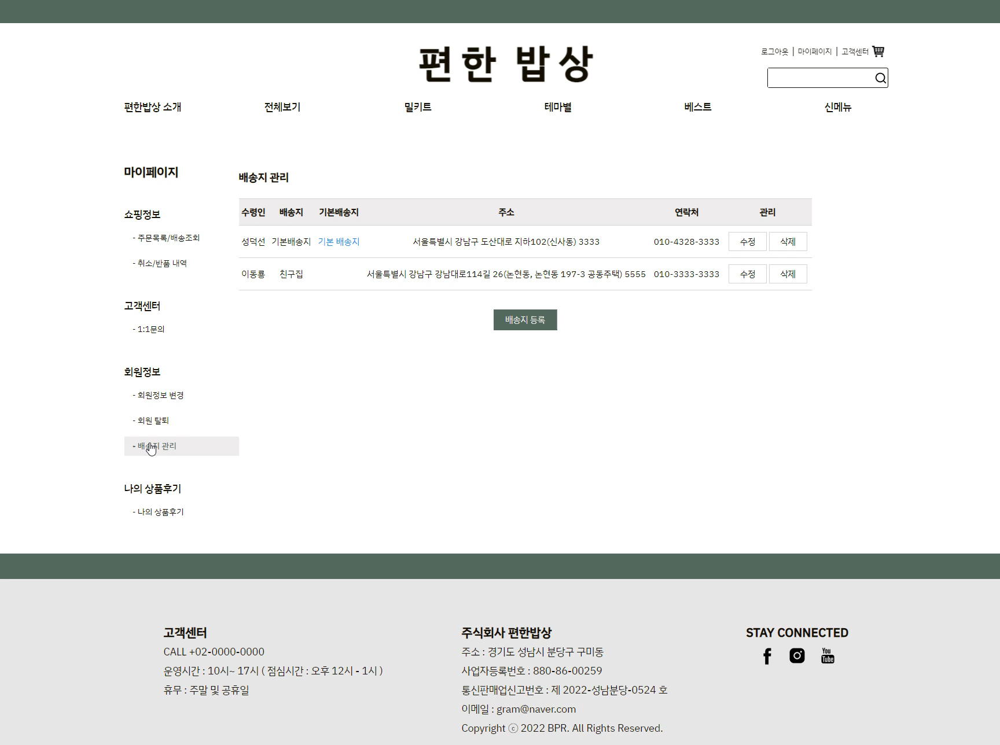 편한 밥상
로그아웃 | 마이페이지 | 고객센터
편한밥상 소개 전체보기 밀키트 테마별 베스트 신메뉴
마이페이지
쇼핑정보
- 주문목록/배송조회
- 취소/반품 내역
고객센터
- 1:1문의
회원정보
- 회원정보 변경
- 회원 탈퇴
- 배송지 관리
나의 상품후기
- 나의 상품후기
배송지 관리
수령인 배송지 기본배송지 주소 연락처 관리
성덕선 기본배송지 기본 배송지 서울특별시 강남구 도산대로 지하102(신사동) 3333 010-4328-3333 수정 삭제
이동룡 친구집 서울특별시 강남구 강남대로114길 26(논현동, 논현동 197-3 공동주택) 5555 010-3333-3333 수정 삭제
배송지 등록
고객센터
CALL +02-0000-0000
운영시간 : 10시~ 17시 ( 점심시간 : 오후 12시 - 1시 )
휴무 : 주말 및 공휴일
주식회사 편한밥상
주소 : 경기도 성남시 분당구 구미동
사업자등록번호 : 880-86-00259
통신판매업신고번호 : 제 2022-성남분당-0524 호
이메일 : gram@naver.com
Copyright ⓒ 2022 BPR. All Rights Reserved.
STAY CONNECTED
You
Tube